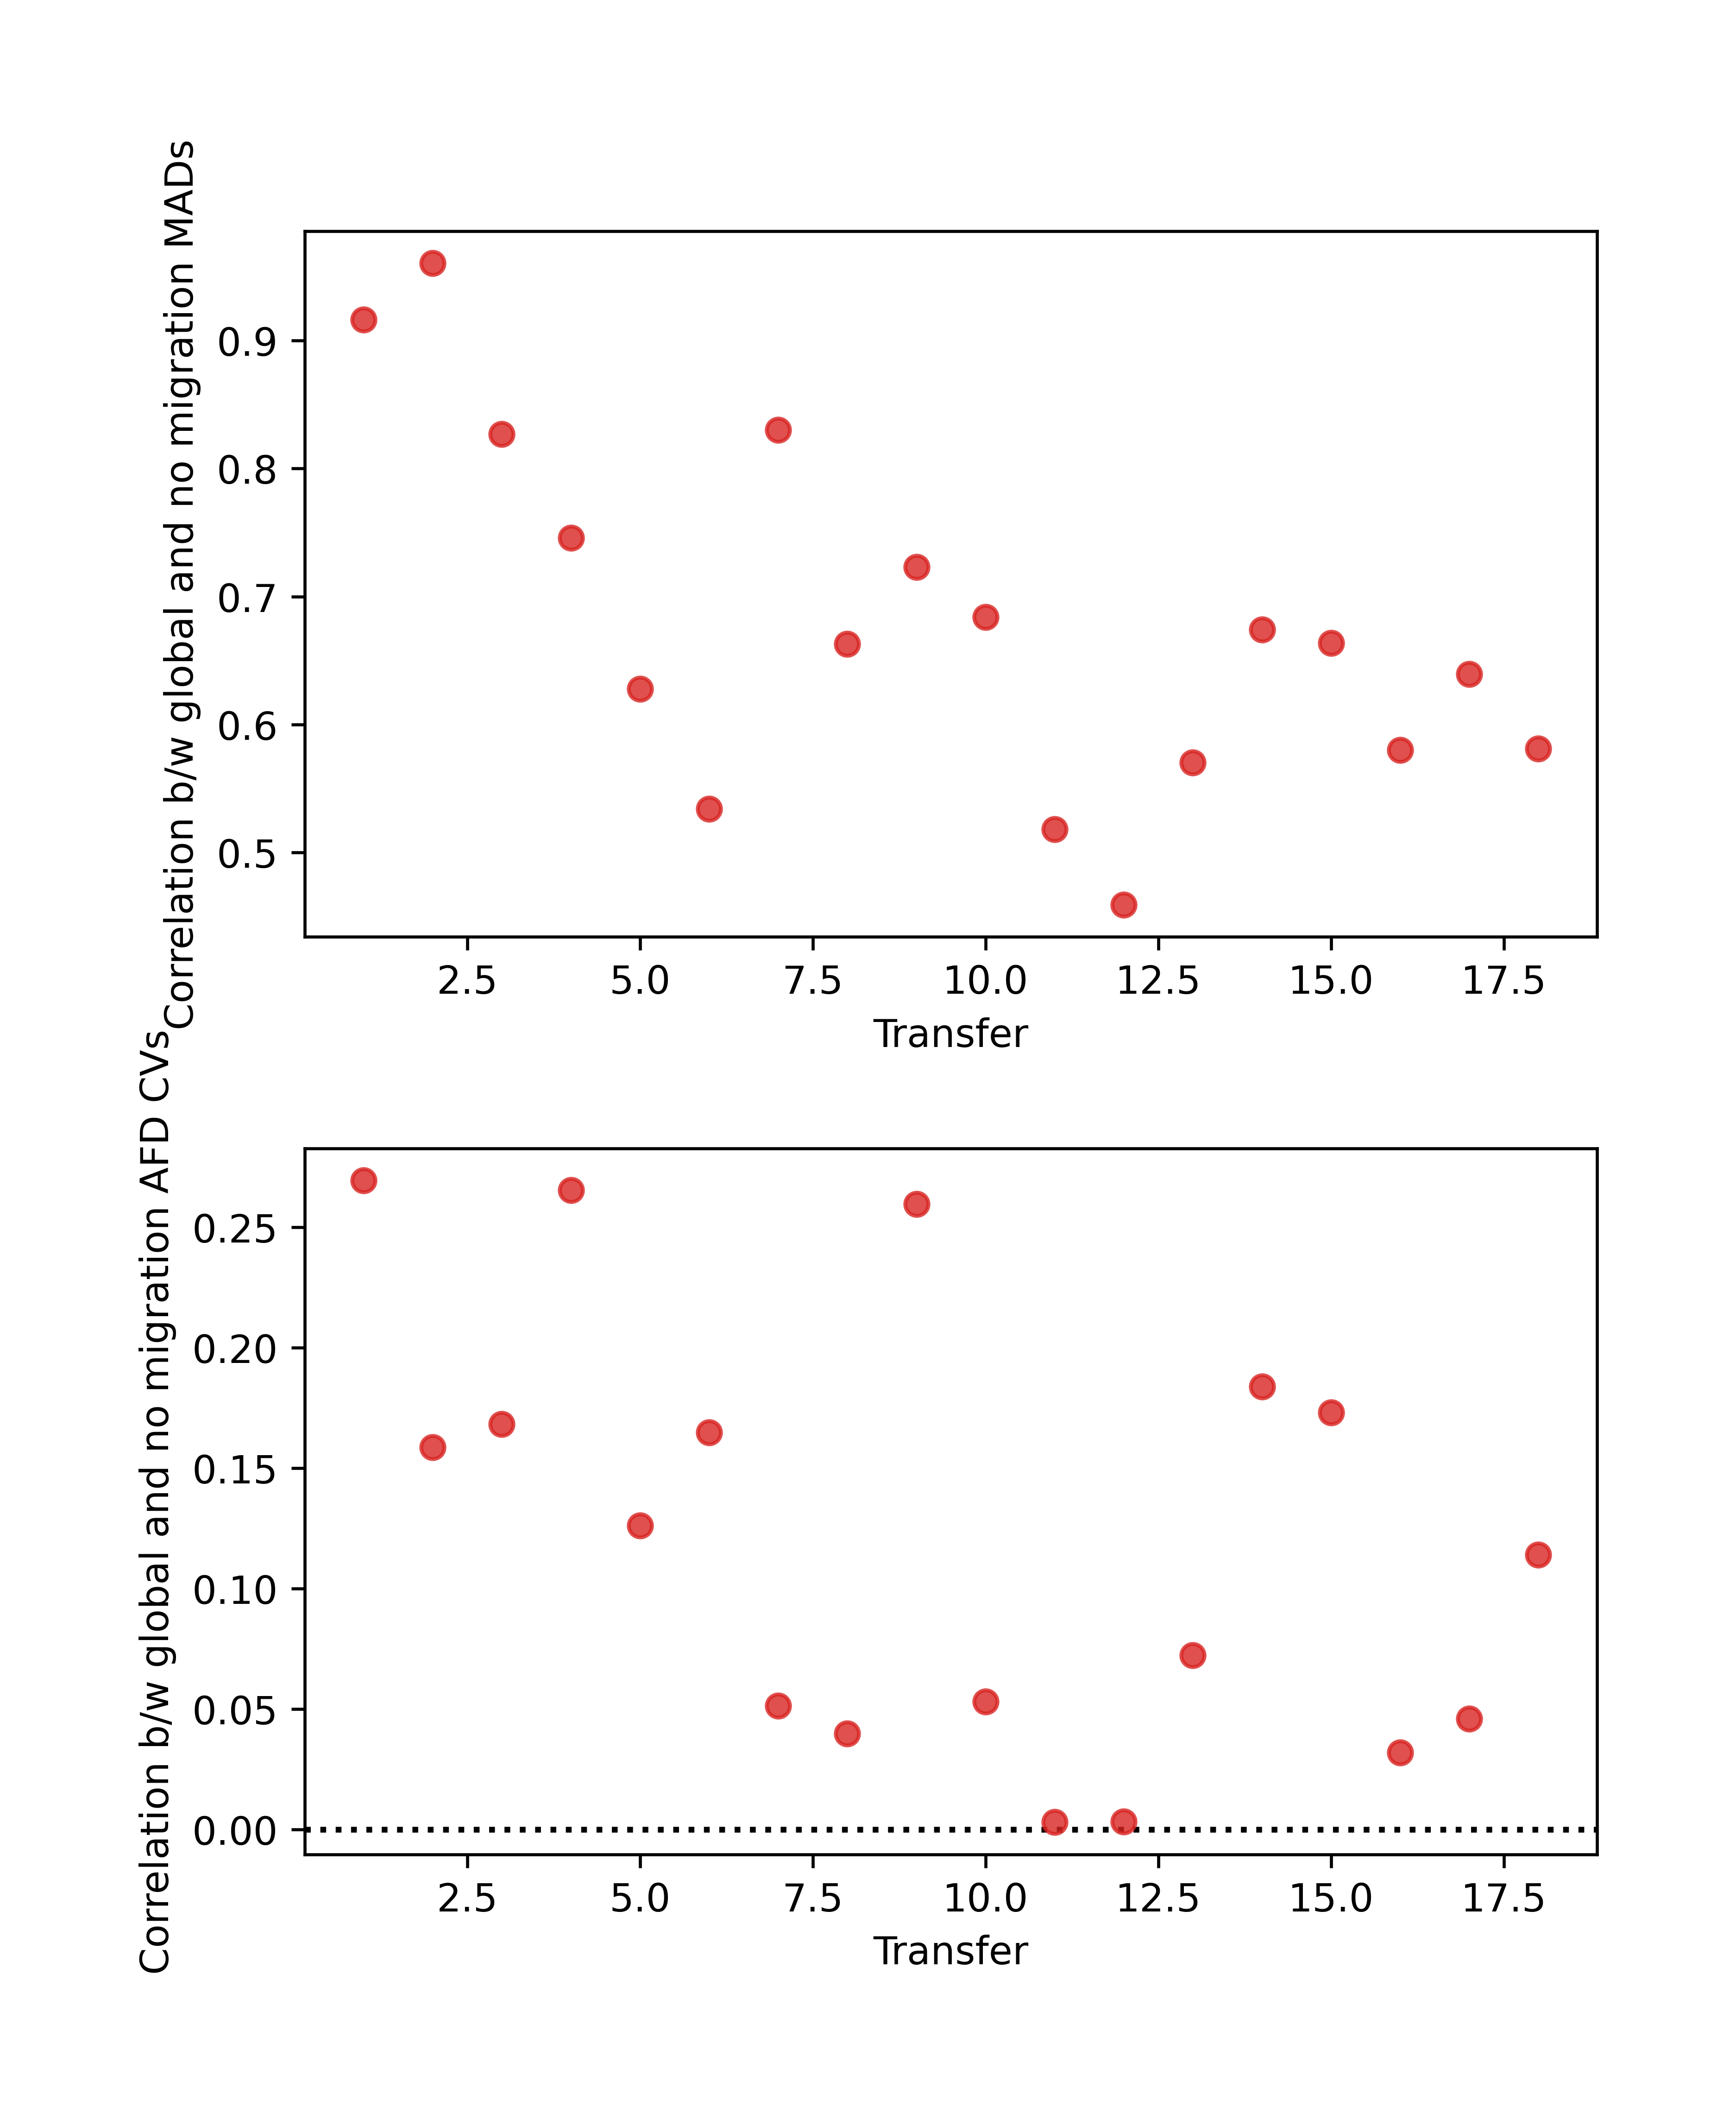 Correlation b/w global and no migration MADs
0.9
0.8
0.7
0.6
0.5
2.5 5.0 7.5 10.0 12.5 15.0 17.5
Transfer
Correlation b/w global and no migration AFD CVs
0.25
0.20
0.15
0.10
0.05
0.00
2.5 5.0 7.5 10.0 12.5 15.0 17.5
Transfer